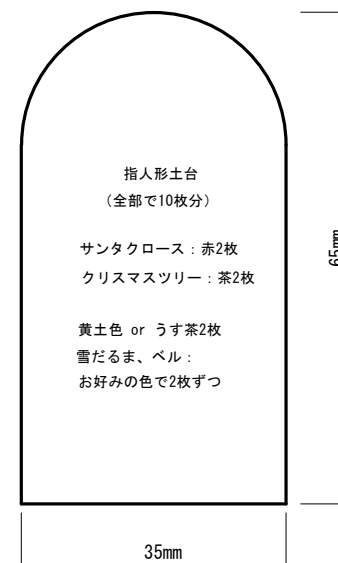 指人形土台
（全部で10枚分）
サンタクロース：赤2枚
クリスマスツリー：茶2枚
黄土色 or うす茶2枚
雪だるま、ベル：
お好みの色で2枚ずつ
65mm
35mm